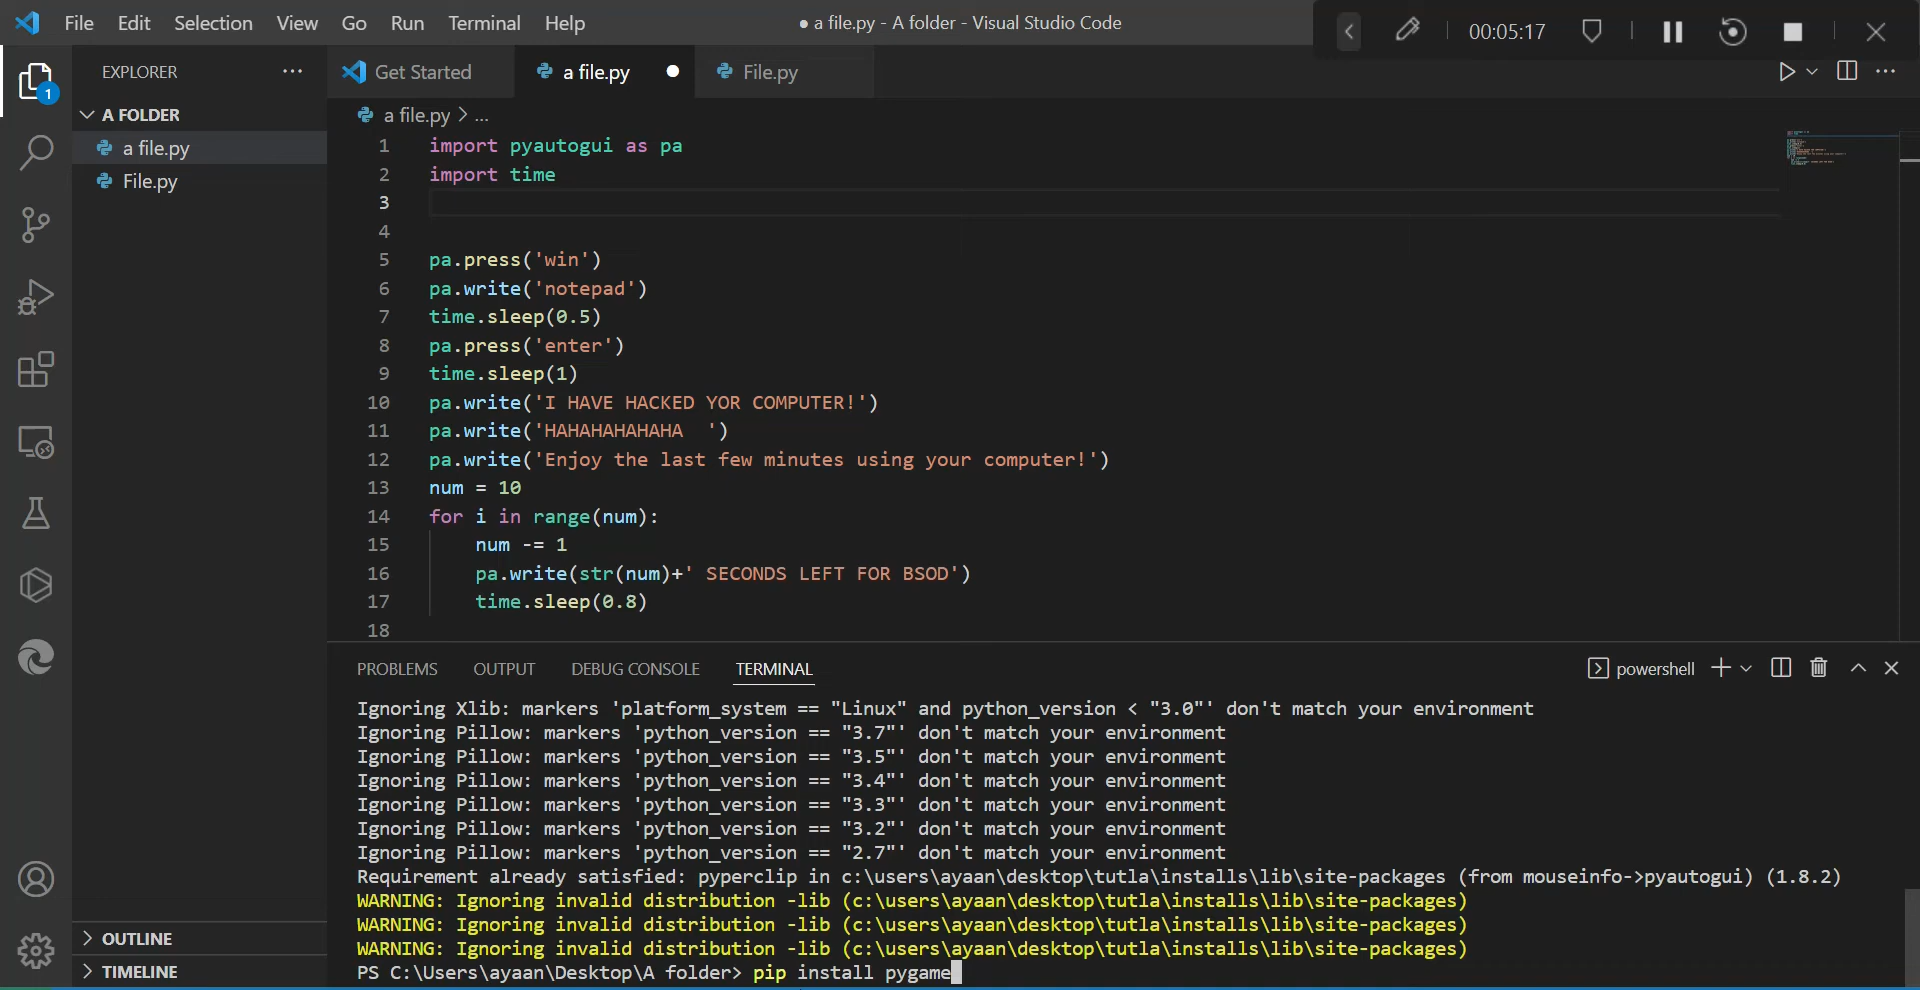 File Edit Selection View Go Run Terminal Help
● a file.py - A folder - Visual Studio Code
00:05:17
EXPLORER
Get Started
a file.py
File.py
1
A FOLDER
a file.py
File.py
a file.py > ...
1 import pyautogui as pa
2 import time
3
4
5 pa.press('win')
6 pa.write('notepad')
7 time.sleep(0.5)
8 pa.press('enter')
9 time.sleep(1)
10 pa.write('I HAVE HACKED YOR COMPUTER!')
11 pa.write('HAHAHAHAHAHA  ')
12 pa.write('Enjoy the last few minutes using your computer!')
13 num = 10
14 for i in range(num):
15     num -= 1
16     pa.write(str(num)+' SECONDS LEFT FOR BSOD')
17     time.sleep(0.8)
18
PROBLEMS OUTPUT DEBUG CONSOLE TERMINAL
powershell
Ignoring Xlib: markers 'platform_system == "Linux" and python_version < "3.0"' don't match your environment
Ignoring Pillow: markers 'python_version == "3.7"' don't match your environment
Ignoring Pillow: markers 'python_version == "3.5"' don't match your environment
Ignoring Pillow: markers 'python_version == "3.4"' don't match your environment
Ignoring Pillow: markers 'python_version == "3.3"' don't match your environment
Ignoring Pillow: markers 'python_version == "3.2"' don't match your environment
Ignoring Pillow: markers 'python_version == "2.7"' don't match your environment
Requirement already satisfied: pyperclip in c:\users\ayaan\desktop\tutla\installs\lib\site-packages (from mouseinfo->pyautogui) (1.8.2)
WARNING: Ignoring invalid distribution -lib (c:\users\ayaan\desktop\tutla\installs\lib\site-packages)
WARNING: Ignoring invalid distribution -lib (c:\users\ayaan\desktop\tutla\installs\lib\site-packages)
WARNING: Ignoring invalid distribution -lib (c:\users\ayaan\desktop\tutla\installs\lib\site-packages)
PS C:\Users\ayaan\Desktop\A folder> pip install pygame
OUTLINE
TIMELINE